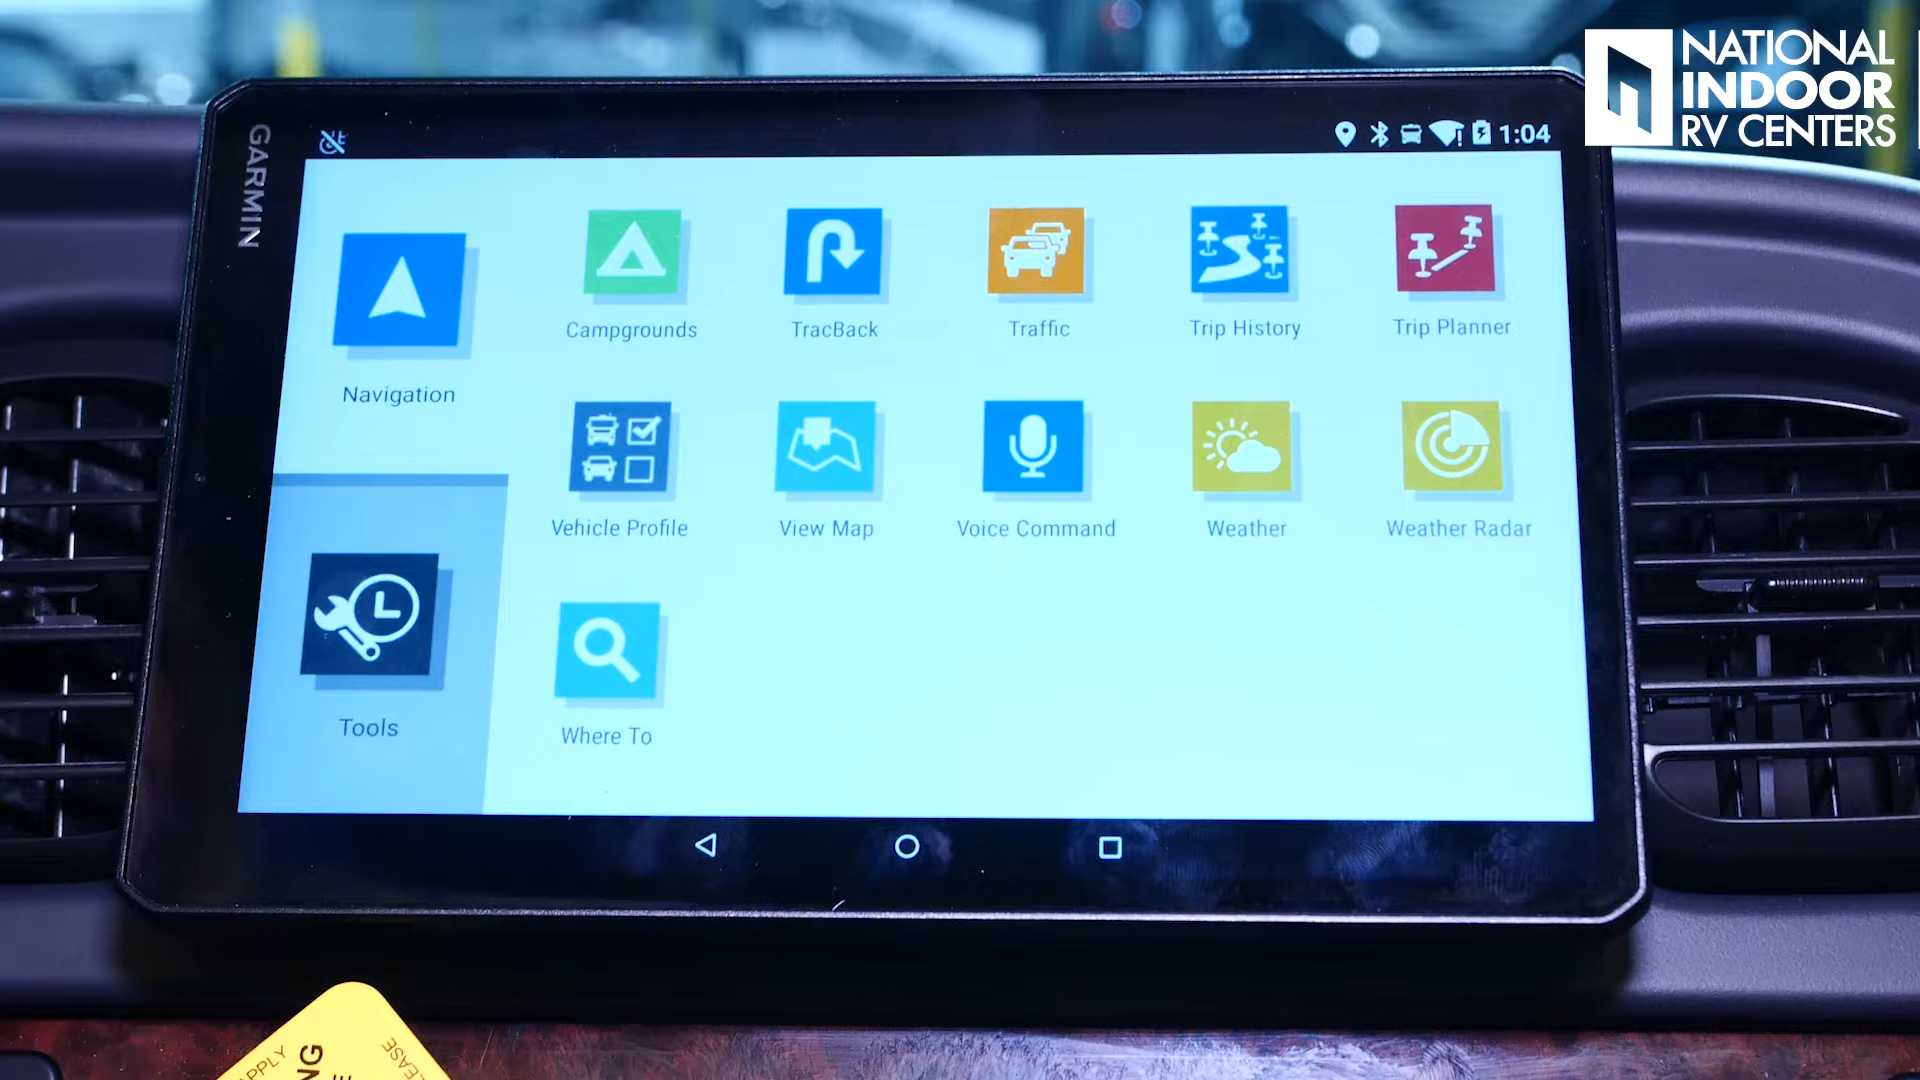 NATIONAL
INDOOR
RV CENTERS
GARMIN
1:04
Navigation
Campgrounds
TracBack
Traffic
Trip History
Trip Planner
Vehicle Profile
View Map
Voice Command
Weather
Weather Radar
Tools
Where To